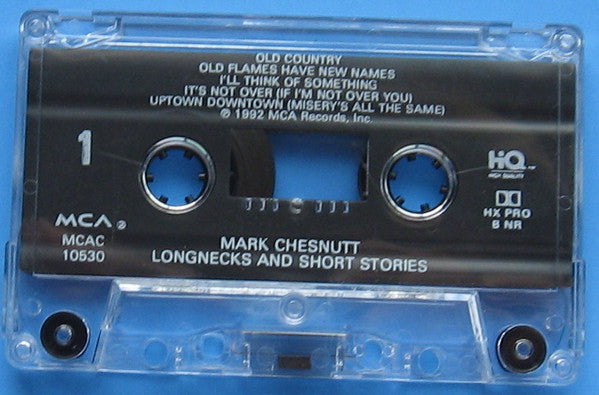 OLD COUNTRY
OLD FLAMES HAVE NEW NAMES
I'LL THINK OF SOMETHING
IT'S NOT OVER (IF I'M NOT OVER YOU)
UPTOWN DOWNTOWN (MISERY'S ALL THE SAME)
℗ 1992 MCA Records, Inc.
1
HQ
HIGH QUALITY
HX PRO
B NR
MCA ®
MCAC
10530
MARK CHESNUTT
LONGNECKS AND SHORT STORIES